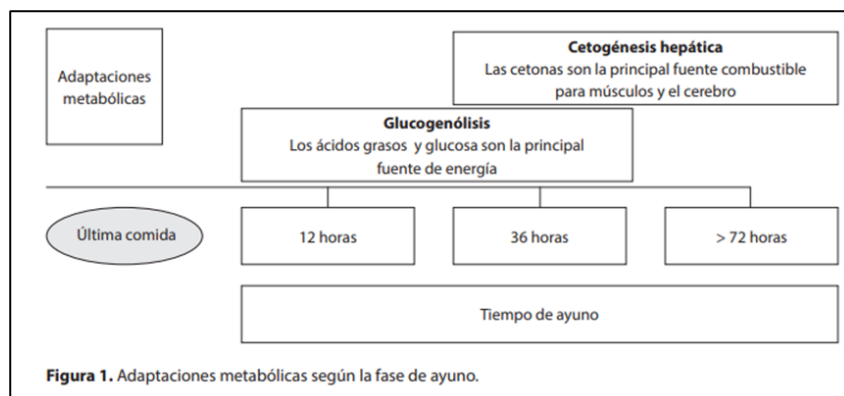 Adaptaciones
metabólicas
Cetogénesis hepática
Las cetonas son la principal fuente combustible
para músculos y el cerebro
Glucogenólisis
Los ácidos grasos y glucosa son la principal
fuente de energía
Última comida
12 horas
36 horas
> 72 horas
Tiempo de ayuno
Figura 1. Adaptaciones metabólicas según la fase de ayuno.